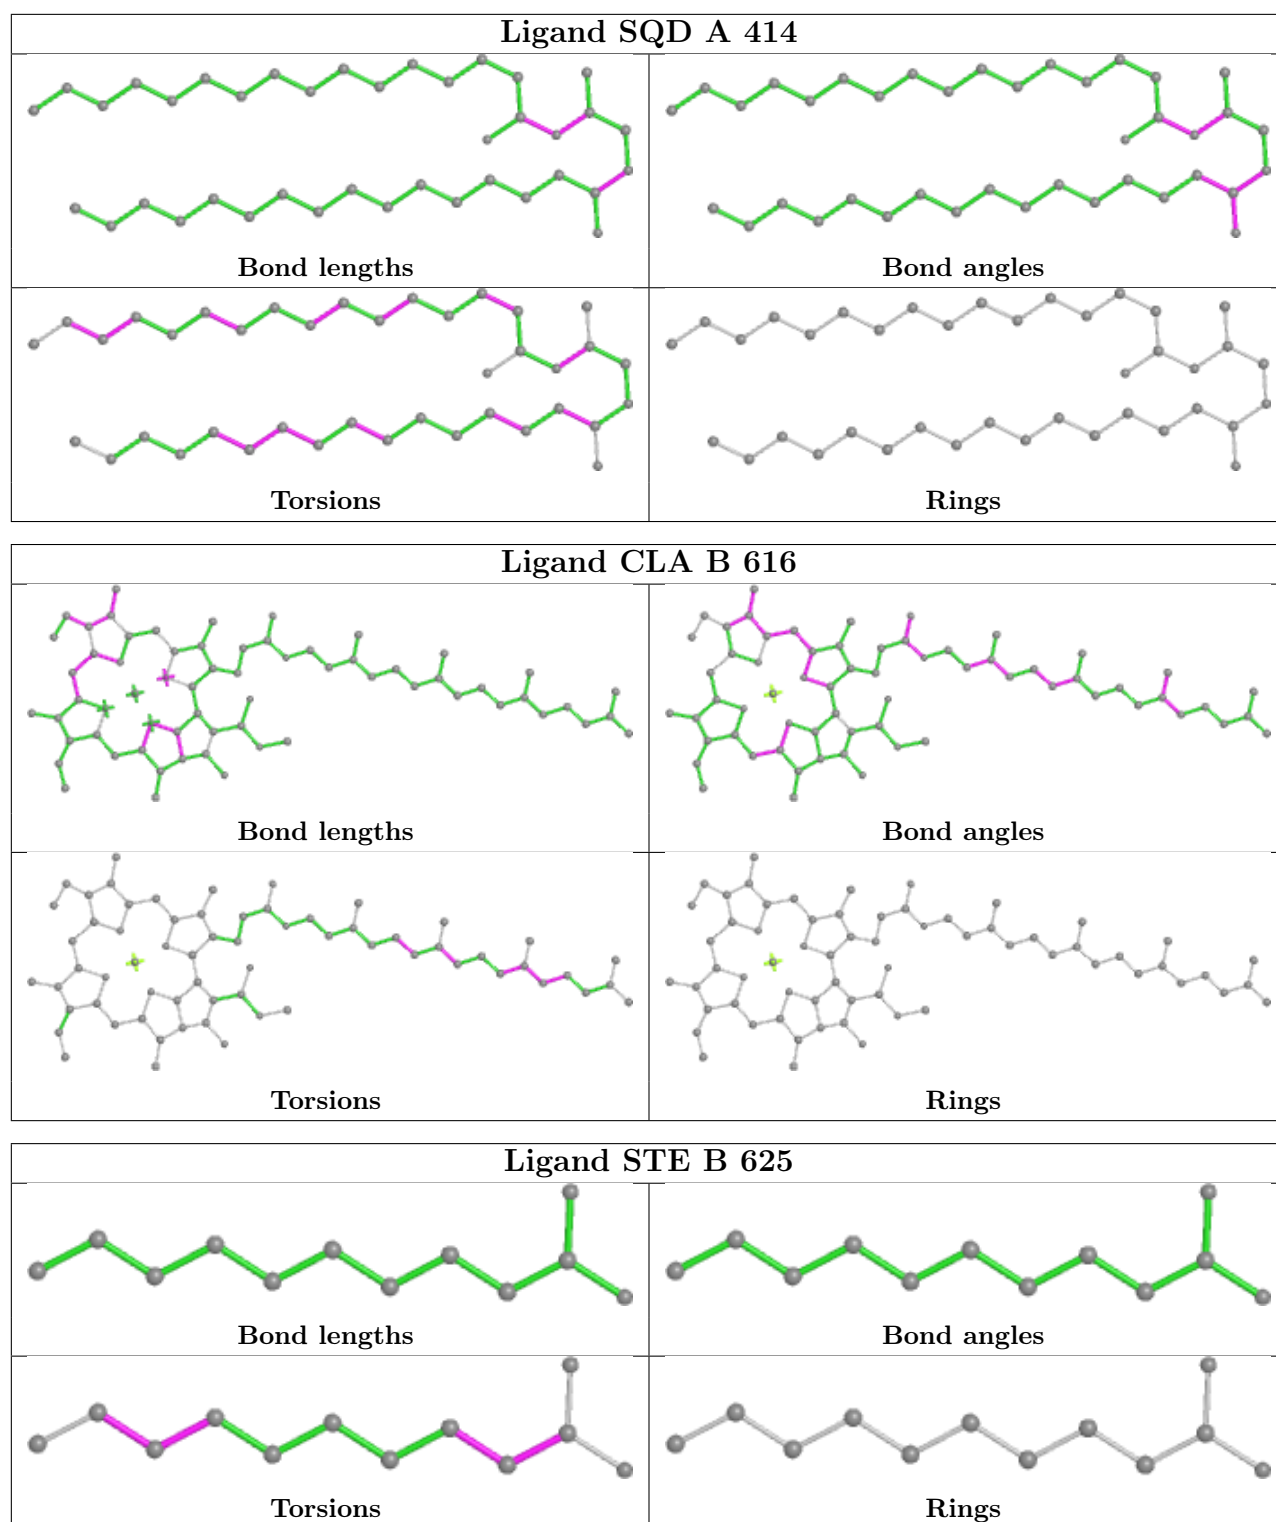 Ligand SQD A 414
Bond lengths
Bond angles
Torsions
Rings
Ligand CLA B 616
Bond lengths
Bond angles
Torsions
Rings
Ligand STE B 625
Bond lengths
Bond angles
Torsions
Rings